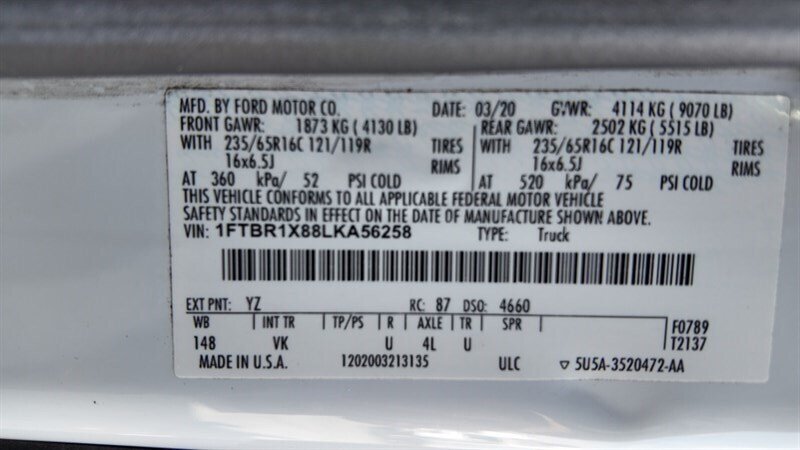 MFD. BY FORD MOTOR CO. DATE: 03/20 GVWR: 4114 KG ( 9070 LB)
FRONT GAWR: 1873 KG ( 4130 LB) REAR GAWR: 2502 KG ( 5515 LB)
WITH 235/65R16C 121/119R TIRES WITH 235/65R16C 121/119R TIRES
16x6.5J RIMS 16x6.5J RIMS
AT 360 kPa/ 52 PSI COLD AT 520 kPa/ 75 PSI COLD
THIS VEHICLE CONFORMS TO ALL APPLICABLE FEDERAL MOTOR VEHICLE
SAFETY STANDARDS IN EFFECT ON THE DATE OF MANUFACTURE SHOWN ABOVE.
VIN: 1FTBR1X88LKA56258 TYPE: Truck
EXT PNT: YZ RC: 87 DSO: 4660
WB INT TR TP/PS R AXLE TR SPR F0789
148 VK U 4L U T2137
MADE IN U.S.A. 1202003213135 ULC ▽ 5U5A-3520472-AA